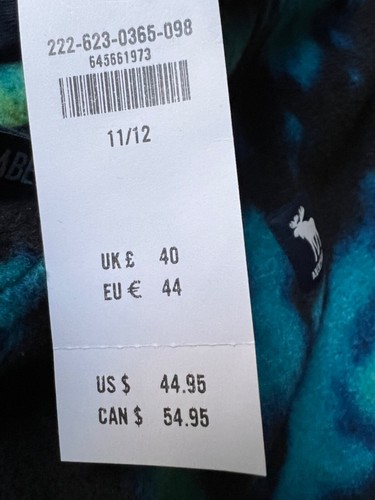 222-623-0365-098
645661973
11/12
UK £ 40
EU € 44
US $ 44.95
CAN $ 54.95